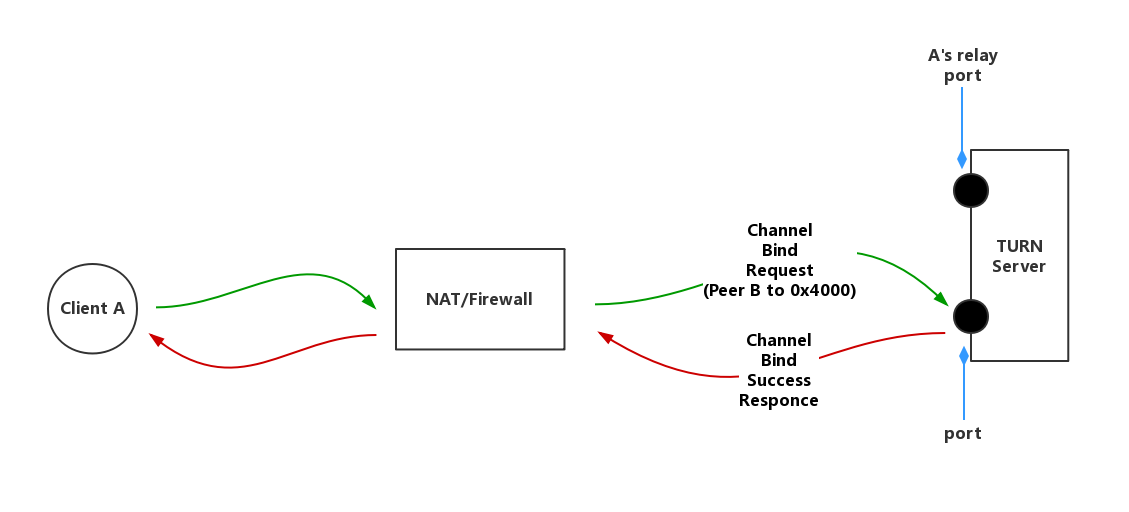 A's relay
port
Channel
Bind
Request
(Peer B to 0x4000)
TURN
Server
Client A
NAT/Firewall
Channel
Bind
Success
Responce
port